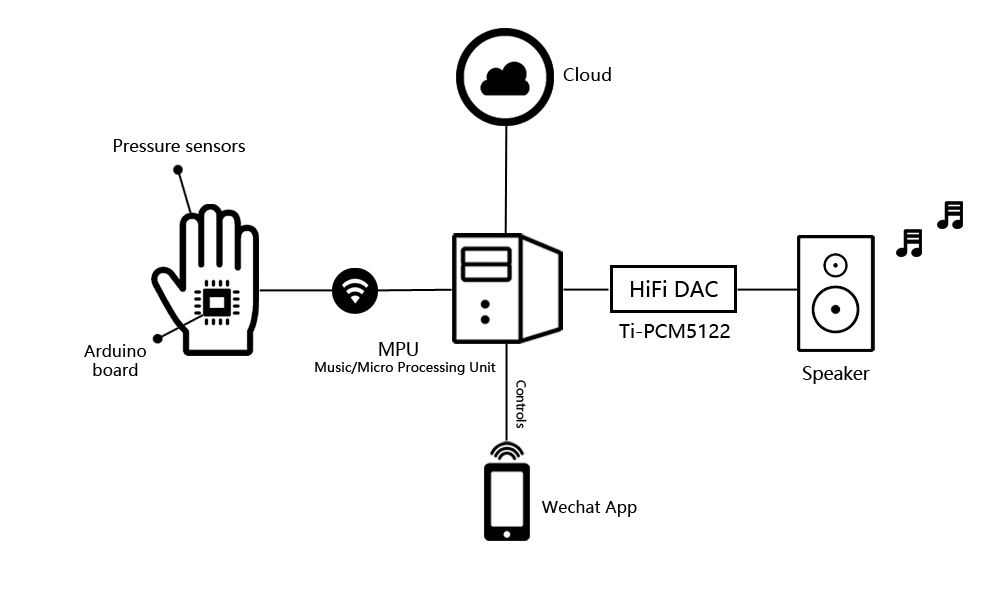 Cloud
Pressure sensors
HiFi DAC
Ti-PCM5122
Arduino
board
MPU
Music/Micro Processing Unit
Speaker
Controls
Wechat App